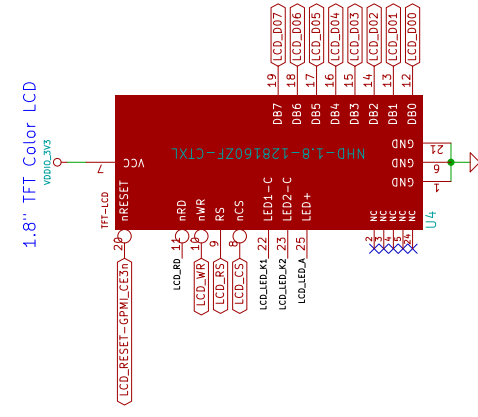 1.8" TFT Color LCD
LCD_D07
LCD_D06
LCD_D05
LCD_D04
LCD_D03
LCD_D02
LCD_D01
LCD_D00
19
18
17
16
15
14
13
12
DB7
DB6
DB5
DB4
DB3
DB2
DB1
DB0
VDDIO_3V3
7
VCC
NHD-1.8-128160ZF-CTXL
GND
21
GND
6
GND
1
TFT-LCD
U4
nRESET
nRD
nWR
RS
nCS
LED1-C
LED2-C
LED+
NC
NC
NC
NC
NC
20
11
10
9
8
22
23
25
2
3
4
5
24
LCD_RESET-GPMI_CE3n
LCD_RD
LCD_WR
LCD_RS
LCD_CS
LCD_LED_K1
LCD_LED_K2
LCD_LED_A